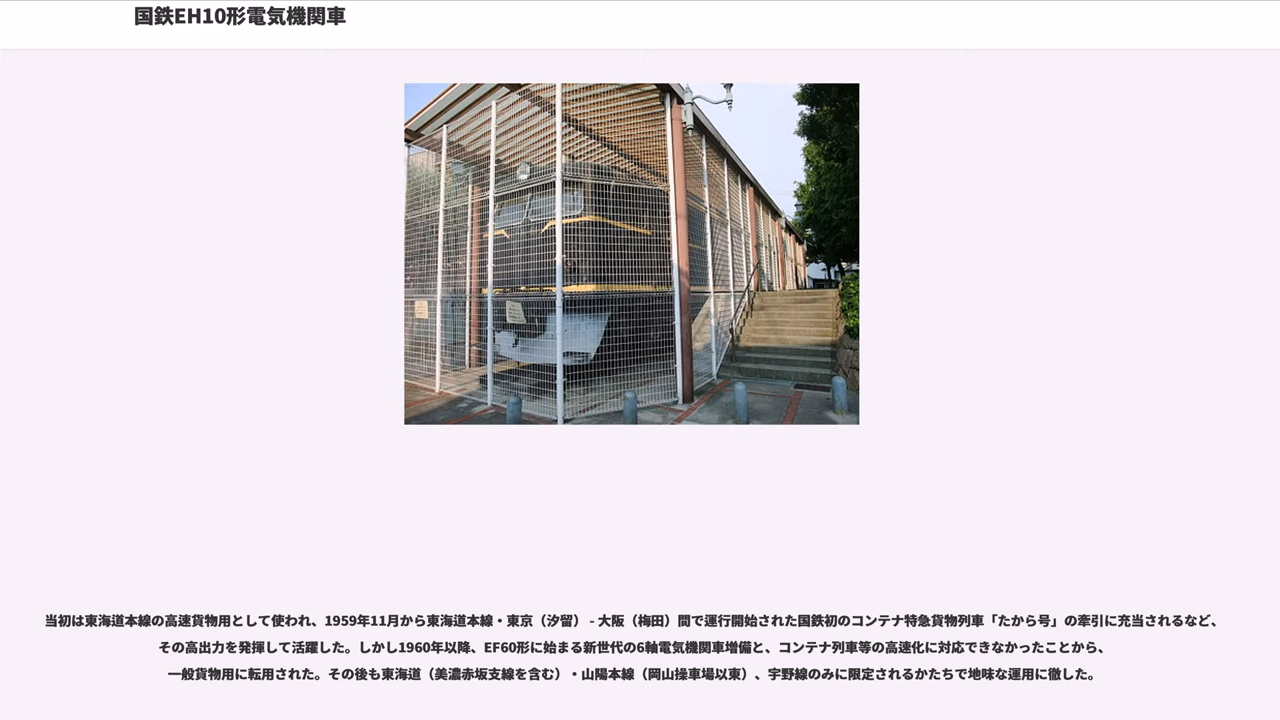 国鉄EH10形電気機関車
当初は東海道本線の高速貨物用として使われ、1959年11月から東海道本線・東京（汐留） - 大阪（梅田）間で運行開始された国鉄初のコンテナ特急貨物列車「たから号」の牽引に充当されるなど、
その高出力を発揮して活躍した。しかし1960年以降、EF60形に始まる新世代の6軸電気機関車増備と、コンテナ列車等の高速化に対応できなかったことから、
一般貨物用に転用された。その後も東海道（美濃赤坂支線を含む）・山陽本線（岡山操車場以東）、宇野線のみに限定されるかたちで地味な運用に徹した。